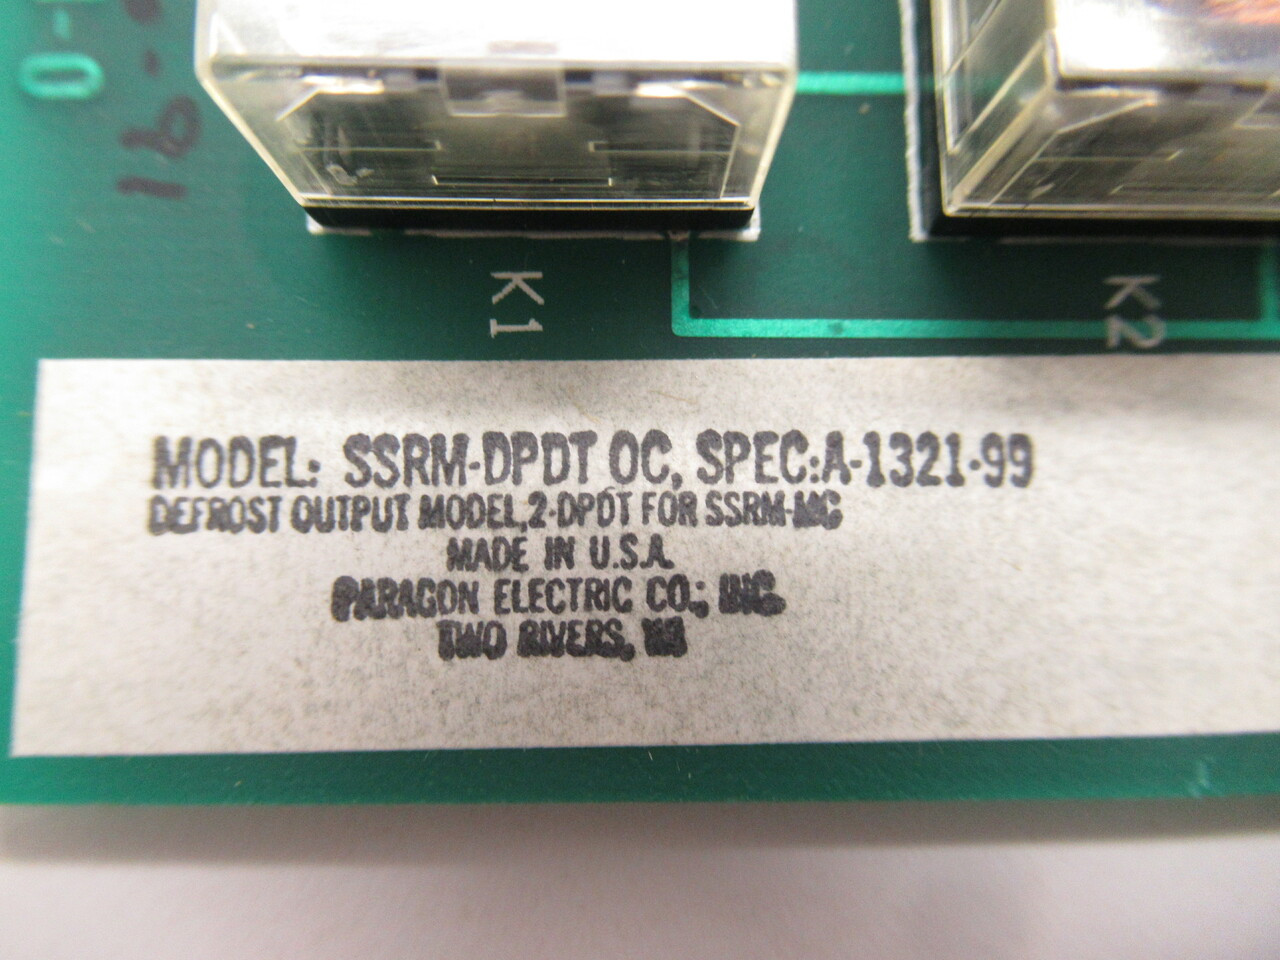 K1
K2
MODEL: SSRM-DPDT OC, SPEC:A-1321-99
DEFROST OUTPUT MODEL,2-DPDT FOR SSRM-MC
MADE IN U.S.A.
PARAGON ELECTRIC CO.; INC.
TWO RIVERS, WI